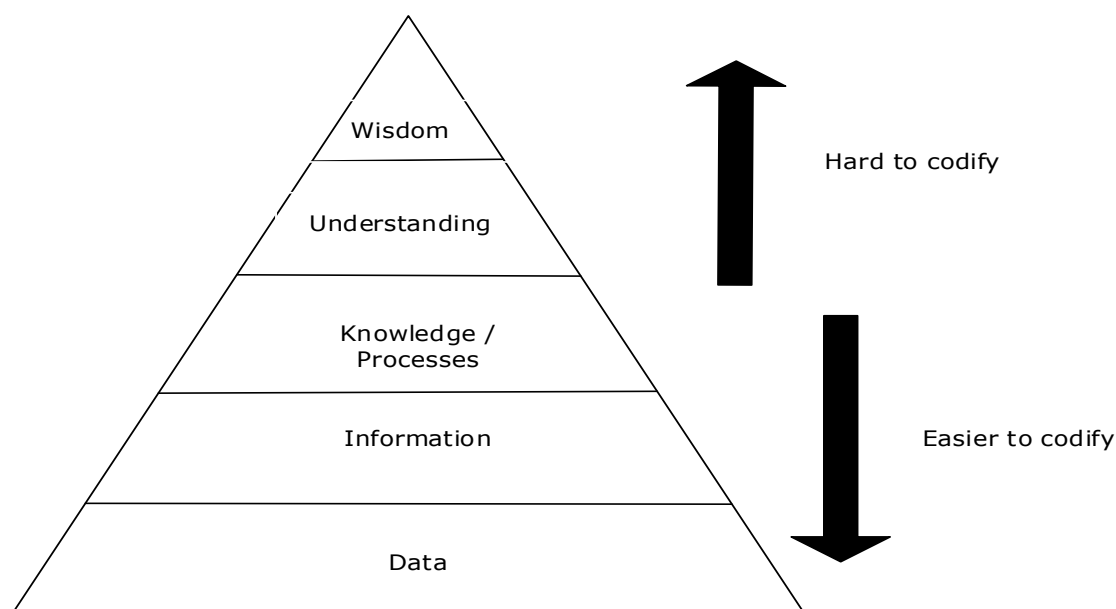 Wisdom
Hard to codify
Understanding
Knowledge /
Processes
Information
Easier to codify
Data